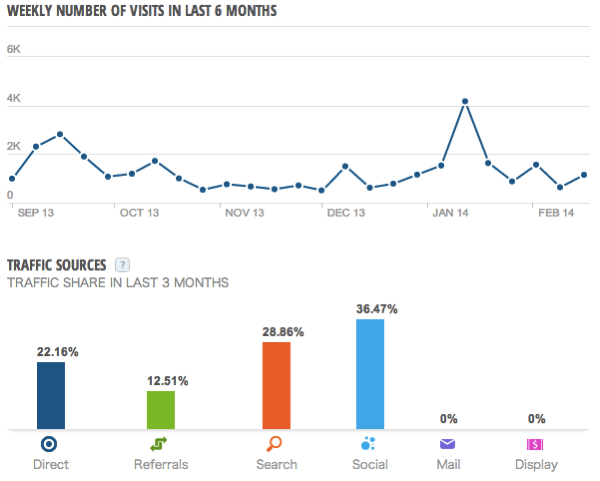 WEEKLY NUMBER OF VISITS IN LAST 6 MONTHS
6K
4K
2K
0
SEP 13 OCT 13 NOV 13 DEC 13 JAN 14 FEB 14
TRAFFIC SOURCES ?
TRAFFIC SHARE IN LAST 3 MONTHS
22.16% 12.51% 28.86% 36.47% 0% 0%
$
Direct Referrals Search Social Mail Display